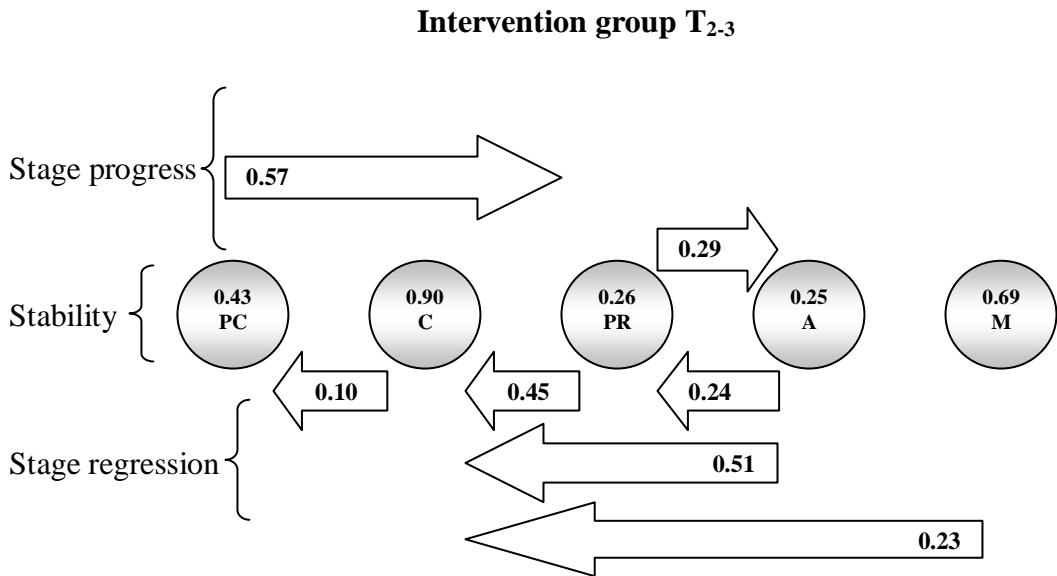 Intervention group T2-3
Stage progress
0.57
0.29
Stability
0.43
PC
0.90
C
0.26
PR
0.25
A
0.69
M
0.10
0.45
0.24
Stage regression
0.51
0.23